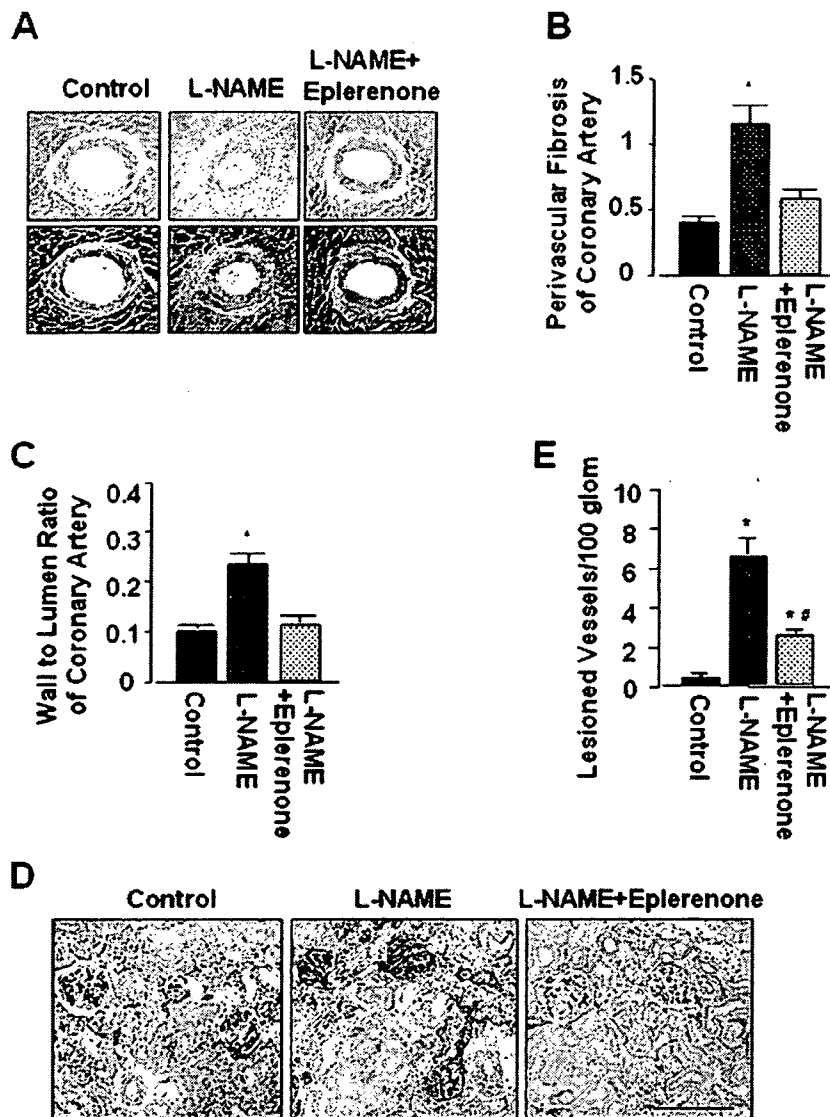 A
Control
L-NAME
L-NAME+
Eplerenone
B
Perivascular Fibrosis
of Coronary Artery
1.5
1
0.5
0
*
Control
L-NAME
L-NAME
+Eplerenone
C
Wall to Lumen Ratio
of Coronary Artery
0.4
0.3
0.2
0.1
0
*
Control
L-NAME
L-NAME
+Eplerenone
E
Lesioned Vessels/100 glom
10
8
6
4
2
0
*
* #
Control
L-NAME
L-NAME
+Eplerenone
D
Control
L-NAME
L-NAME+Eplerenone